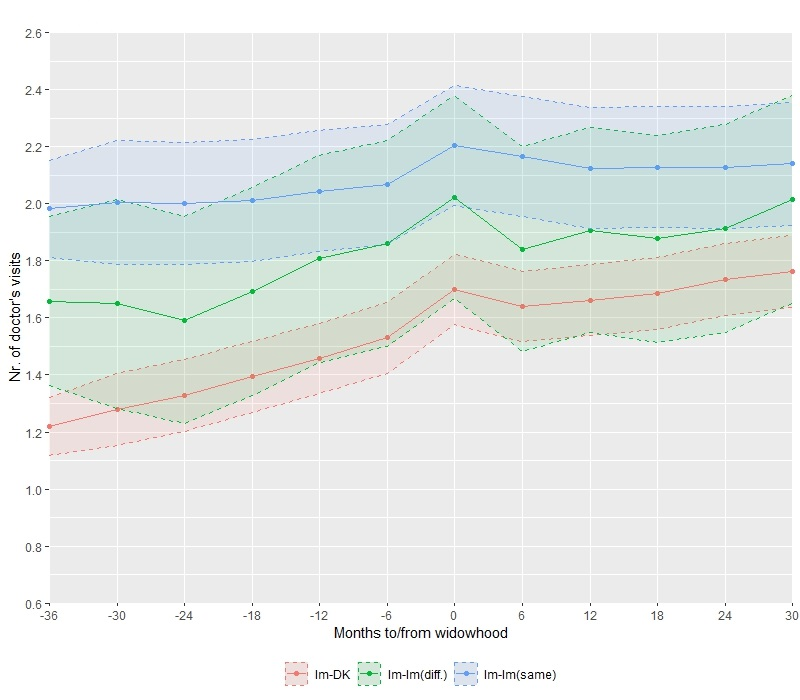 2.6
2.4
2.2
2.0
1.8
1.6
1.4
1.2
1.0
0.8
0.6
Nr. of doctor's visits
-36 -30 -24 -18 -12 -6 0 6 12 18 24 30
Months to/from widowhood
Im-DK Im-Im(diff.) Im-Im(same)